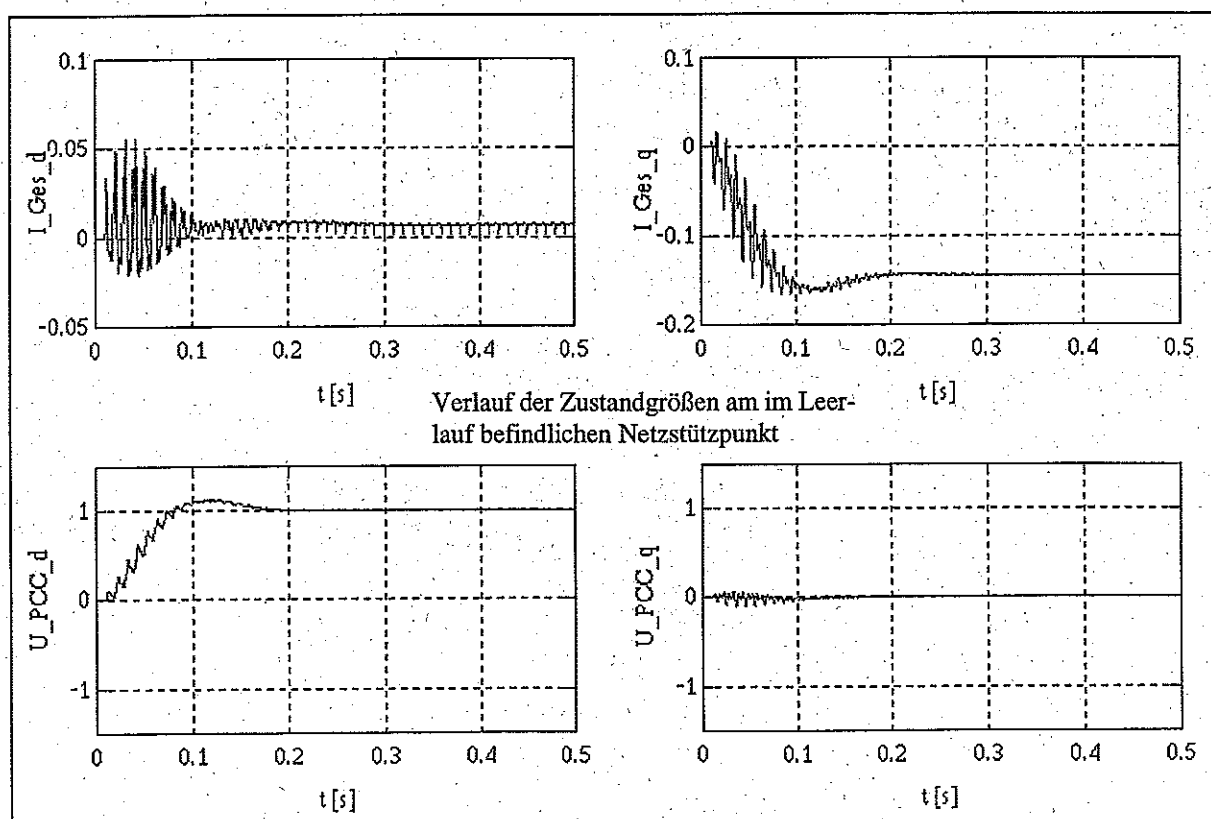 0.1
0.05
0
-0.05
I_Ges_d
0 0.1 0.2 0.3 0.4 0.5
t[s]
0.1
0
-0.1
-0.2
I_Ges_q
0 0.1 0.2 0.3 0.4 0.5
t[s]
Verlauf der Zustandgrößen am im Leer-
lauf befindlichen Netzstützpunkt
1
0
-1
U_PCC_d
0 0.1 0.2 0.3 0.4 0.5
t[s]
1
0
-1
U_PCC_q
0 0.1 0.2 0.3 0.4 0.5
t[s]